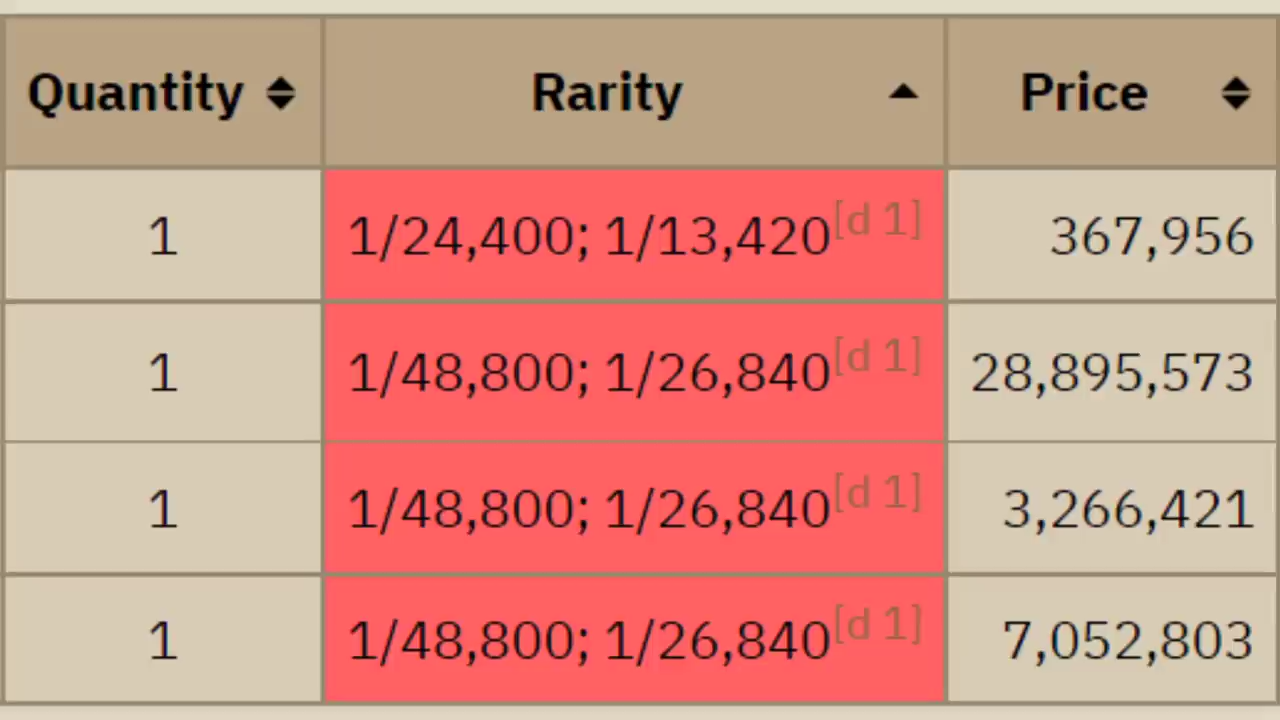 Quantity Rarity Price
1 1/24,400; 1/13,420[d 1] 367,956
1 1/48,800; 1/26,840[d 1] 28,895,573
1 1/48,800; 1/26,840[d 1] 3,266,421
1 1/48,800; 1/26,840[d 1] 7,052,803